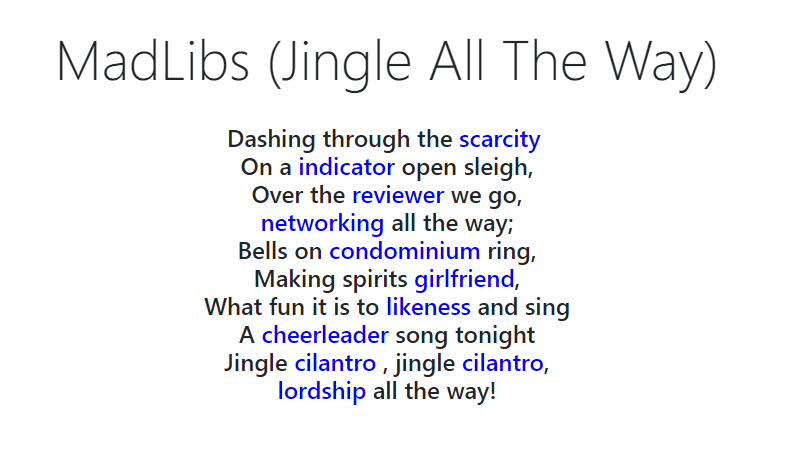 MadLibs (Jingle All The Way)
Dashing through the scarcity
On a indicator open sleigh,
Over the reviewer we go,
networking all the way;
Bells on condominium ring,
Making spirits girlfriend,
What fun it is to likeness and sing
A cheerleader song tonight
Jingle cilantro , jingle cilantro,
lordship all the way!